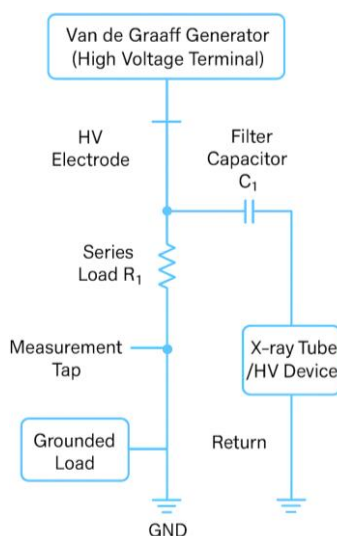 Van de Graaff Generator
(High Voltage Terminal)
HV
Electrode
Filter
Capacitor
C₁
Series
Load R₁
Measurement
Tap
X-ray Tube
/HV Device
Grounded
Load
Return
GND